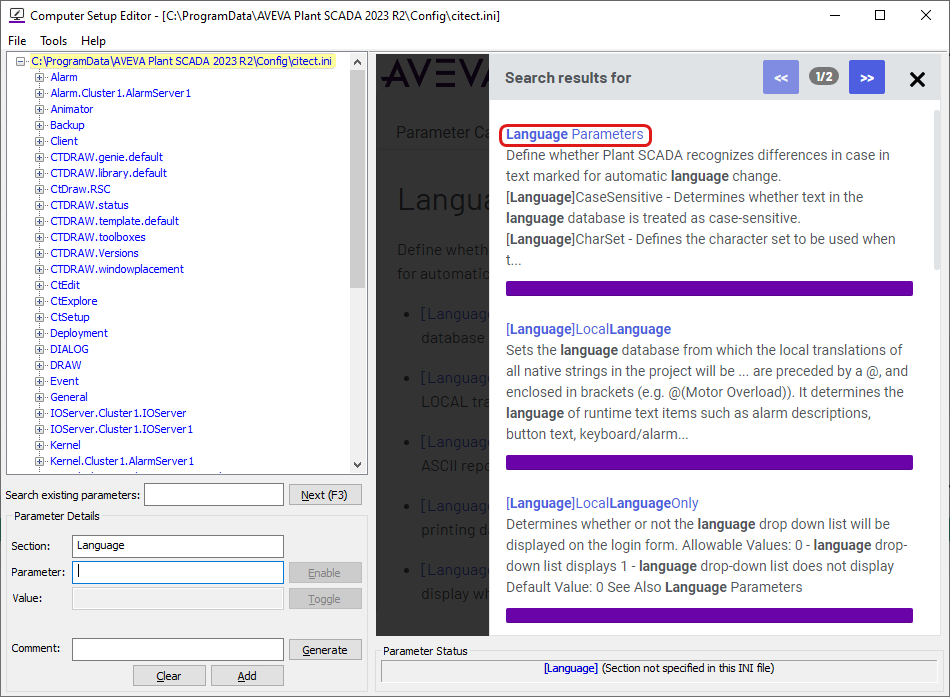 Computer Setup Editor - [C:\ProgramData\AVEVA Plant SCADA 2023 R2\Config\citect.ini]
File Tools Help
C:\ProgramData\AVEVA Plant SCADA 2023 R2\Config\citect.ini
Alarm
Alarm.Cluster1.AlarmServer1
Animator
Backup
Client
CTDRAW.genie.default
CTDRAW.library.default
CtDraw.RSC
CTDRAW.status
CTDRAW.template.default
CTDRAW.toolboxes
CTDRAW.Versions
CTDRAW.windowplacement
CtEdit
CtExplore
CtSetup
Deployment
DIALOG
DRAW
Event
General
IOServer.Cluster1.IOServer
IOServer.Cluster1.IOServer1
Kernel
Kernel.Cluster1.AlarmServer1
Search existing parameters:
Next (F3)
Parameter Details
Section: Language
Parameter:
Enable
Value:
Toggle
Comment:
Generate
Clear
Add
AVEVA
Parameter Ca
Langua
Define wheth
for automatic
[Languag
database
[Languag
LOCAL tra
[Languag
ASCII repo
[Languag
printing da
[Languag
display wh
Search results for
<< 1/2 >>
Language Parameters
Define whether Plant SCADA recognizes differences in case in
text marked for automatic language change.
[Language]CaseSensitive - Determines whether text in the
language database is treated as case-sensitive.
[Language]CharSet - Defines the character set to be used when
t...
[Language]LocalLanguage
Sets the language database from which the local translations of
all native strings in the project will be ... are preceded by a @, and
enclosed in brackets (e.g. @(Motor Overload)). It determines the
language of runtime text items such as alarm descriptions,
button text, keyboard/alarm...
[Language]LocalLanguageOnly
Determines whether or not the language drop down list will be
displayed on the login form. Allowable Values: 0 - language drop-
down list displays 1 - language drop-down list does not display
Default Value: 0 See Also Language Parameters
Parameter Status
[Language] (Section not specified in this INI file)